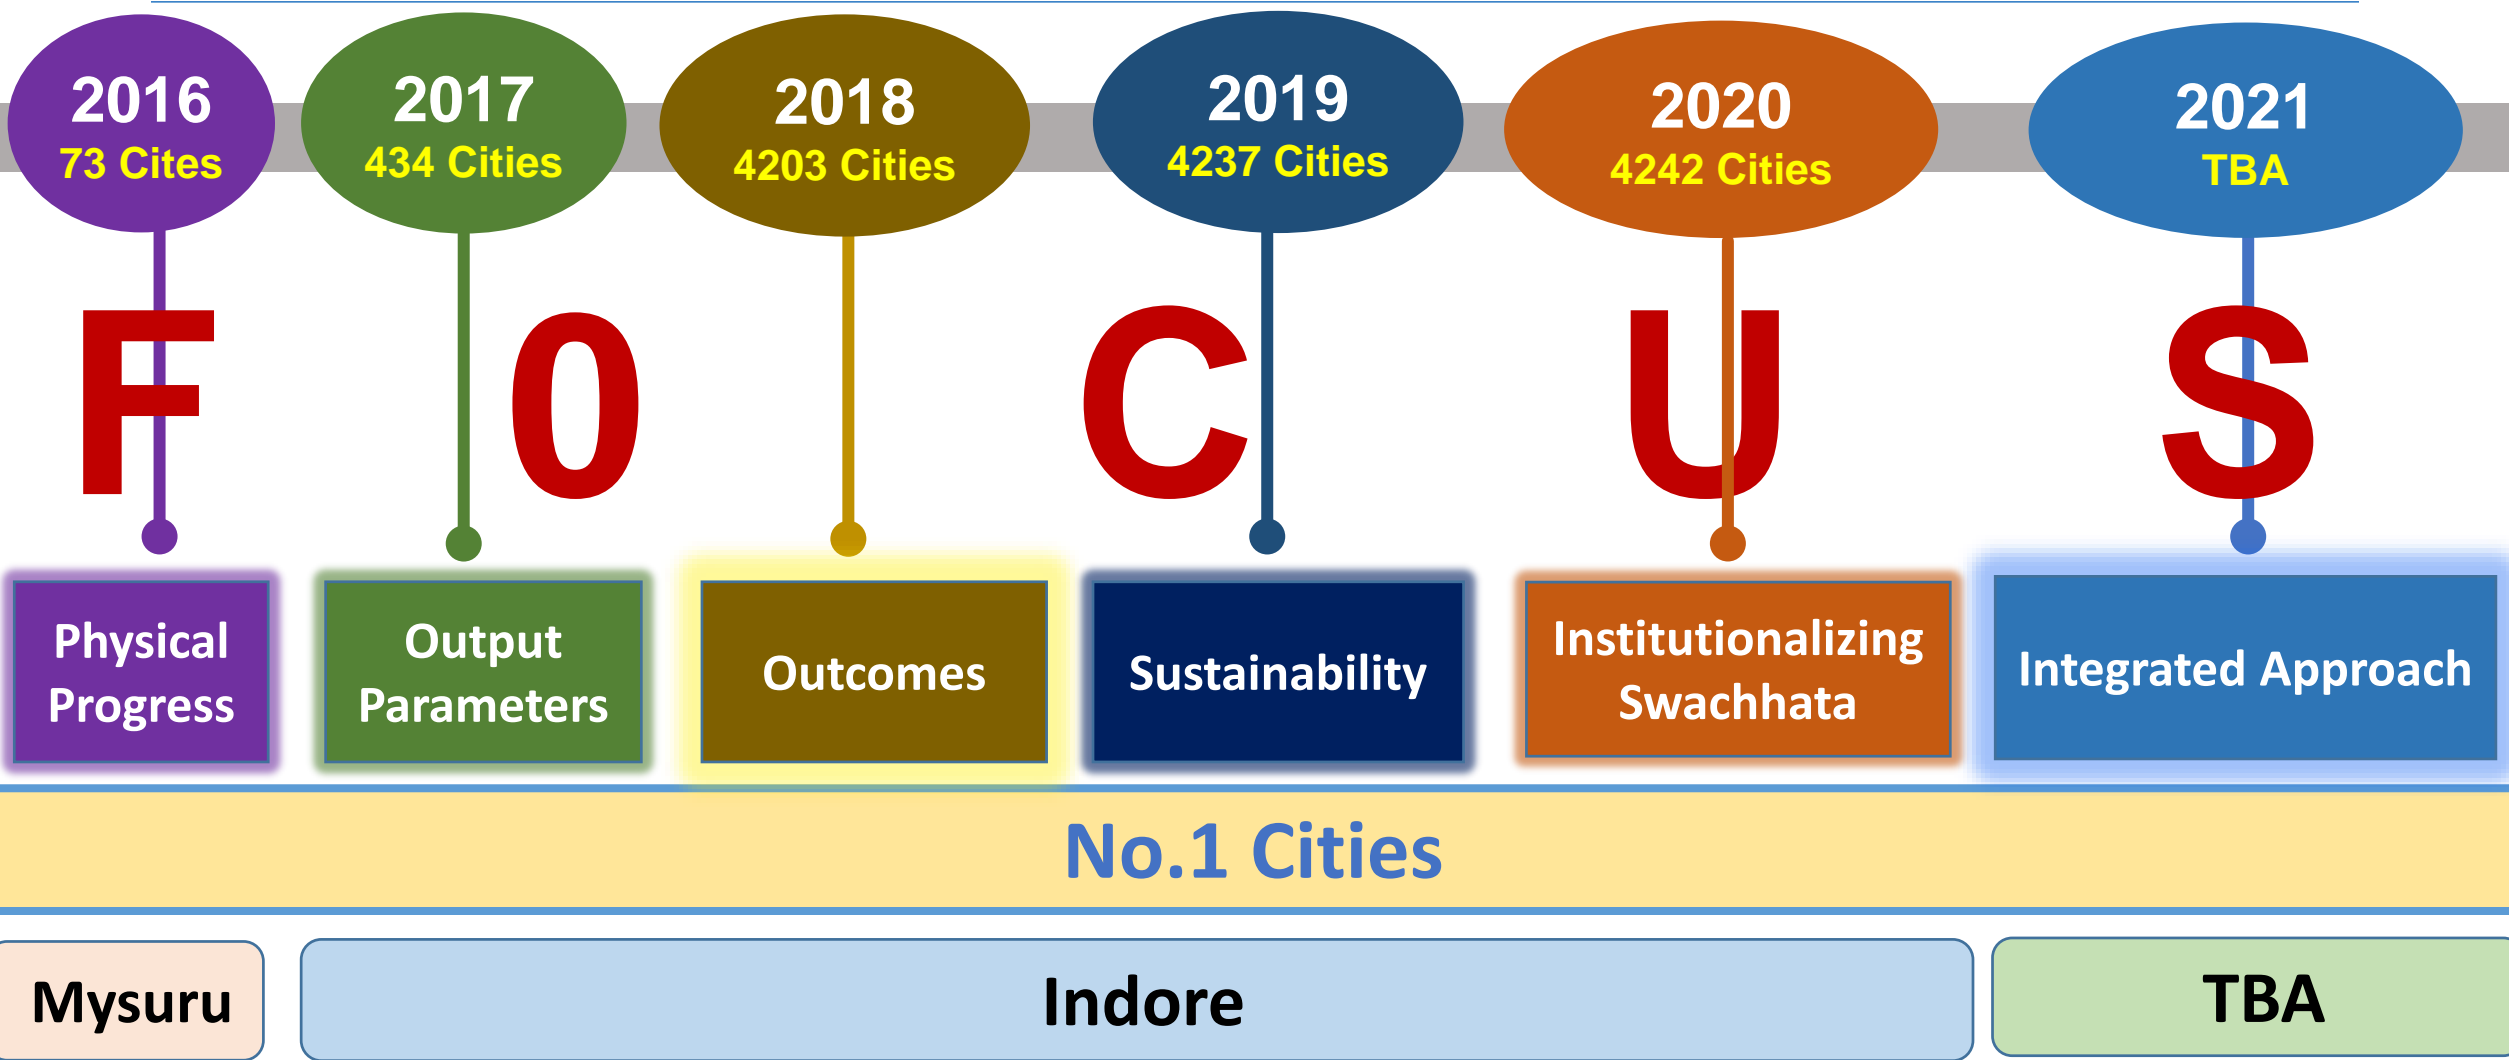 2016
73 Cites
2017
434 Cities
2018
4203 Cities
2019
4237 Cities
2020
4242 Cities
2021
TBA
F 0 C U S
Physical
Progress
Output
Parameters
Outcomes
Sustainability
Institutionalizing
Swachhata
Integrated Approach
No.1 Cities
Mysuru
Indore
TBA